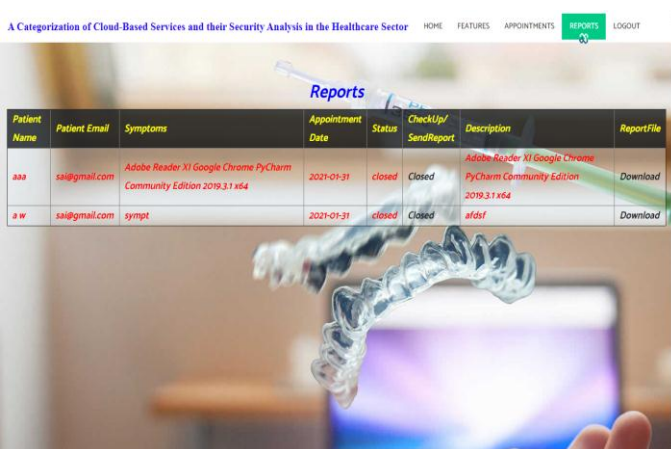 A Categorization of Cloud-Based Services and their Security Analysis in the Healthcare Sector HOME FEATURES APPOINTMENTS REPORTS LOGOUT
Reports
Patient Name Patient Email Symptoms Appointment Date Status CheckUp/ SendReport Description ReportFile
aaa sai@gmail.com Adobe Reader XI Google Chrome PyCharm Community Edition 2019.3.1 x64 2021-01-31 closed Closed Adobe Reader XI Google Chrome PyCharm Community Edition 2019.3.1 x64 Download
a w sai@gmail.com sympt 2021-01-31 closed Closed afdsf Download